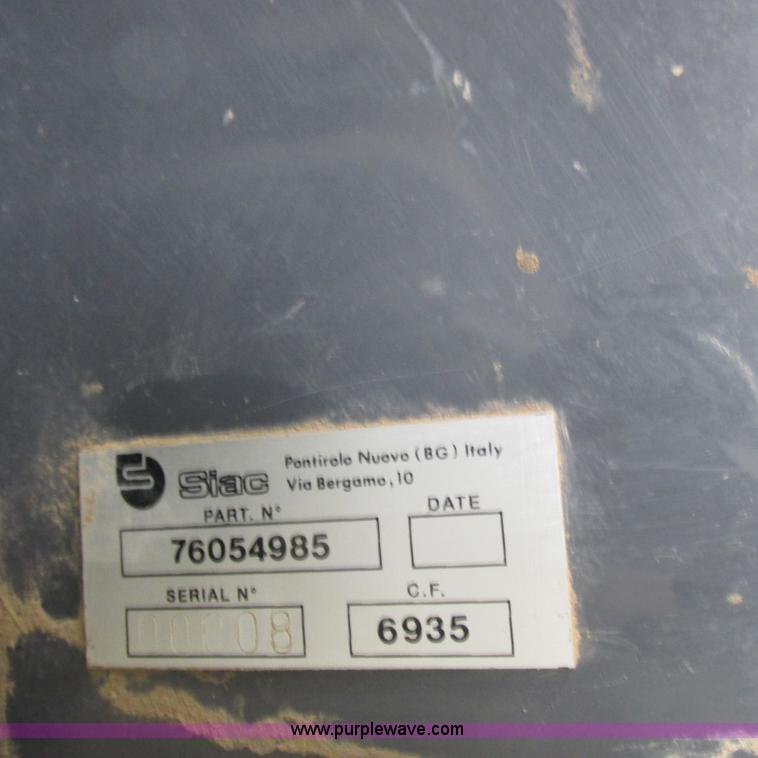 Siac
Pontirolo Nuovo (BG) Italy
Via Bergamo, 10
PART. N°
DATE
76054985
SERIAL N°
C.F.
6935
www.purplewave.com